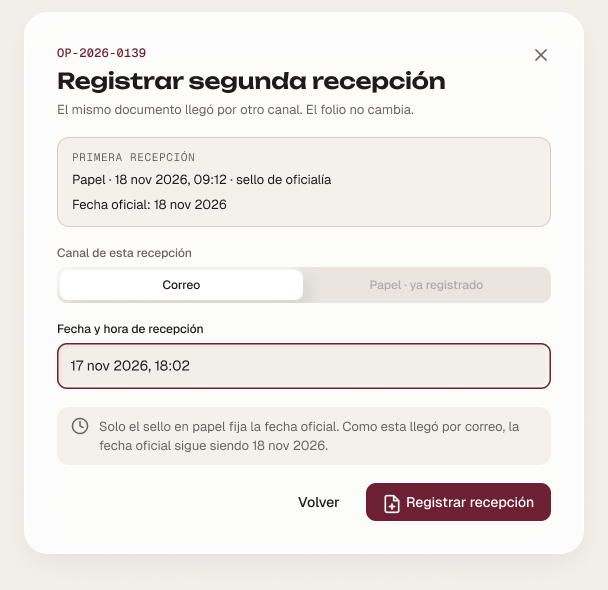 OP-2026-0139
Registrar segunda recepción
El mismo documento llegó por otro canal. El folio no cambia.
PRIMERA RECEPCIÓN
Papel · 18 nov 2026, 09:12 · sello de oficialía
Fecha oficial: 18 nov 2026
Canal de esta recepción
Correo
Papel · ya registrado
Fecha y hora de recepción
17 nov 2026, 18:02
Solo el sello en papel fija la fecha oficial. Como esta llegó por correo, la
fecha oficial sigue siendo 18 nov 2026.
Volver
Registrar recepción